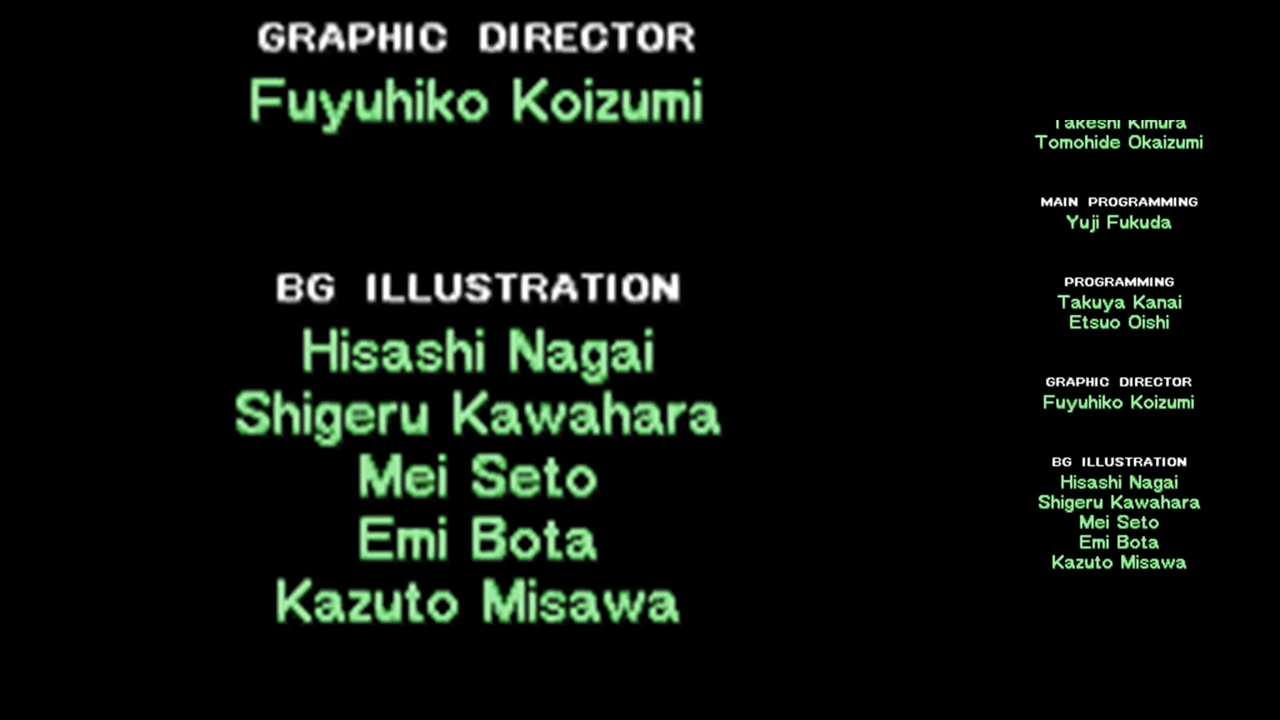 GRAPHIC DIRECTOR
Fuyuhiko Koizumi
BG ILLUSTRATION
Hisashi Nagai
Shigeru Kawahara
Mei Seto
Emi Bota
Kazuto Misawa
Takeshi Kimura
Tomohide Okaizumi
MAIN PROGRAMMING
Yuji Fukuda
PROGRAMMING
Takuya Kanai
Etsuo Oishi
GRAPHIC DIRECTOR
Fuyuhiko Koizumi
BG ILLUSTRATION
Hisashi Nagai
Shigeru Kawahara
Mei Seto
Emi Bota
Kazuto Misawa